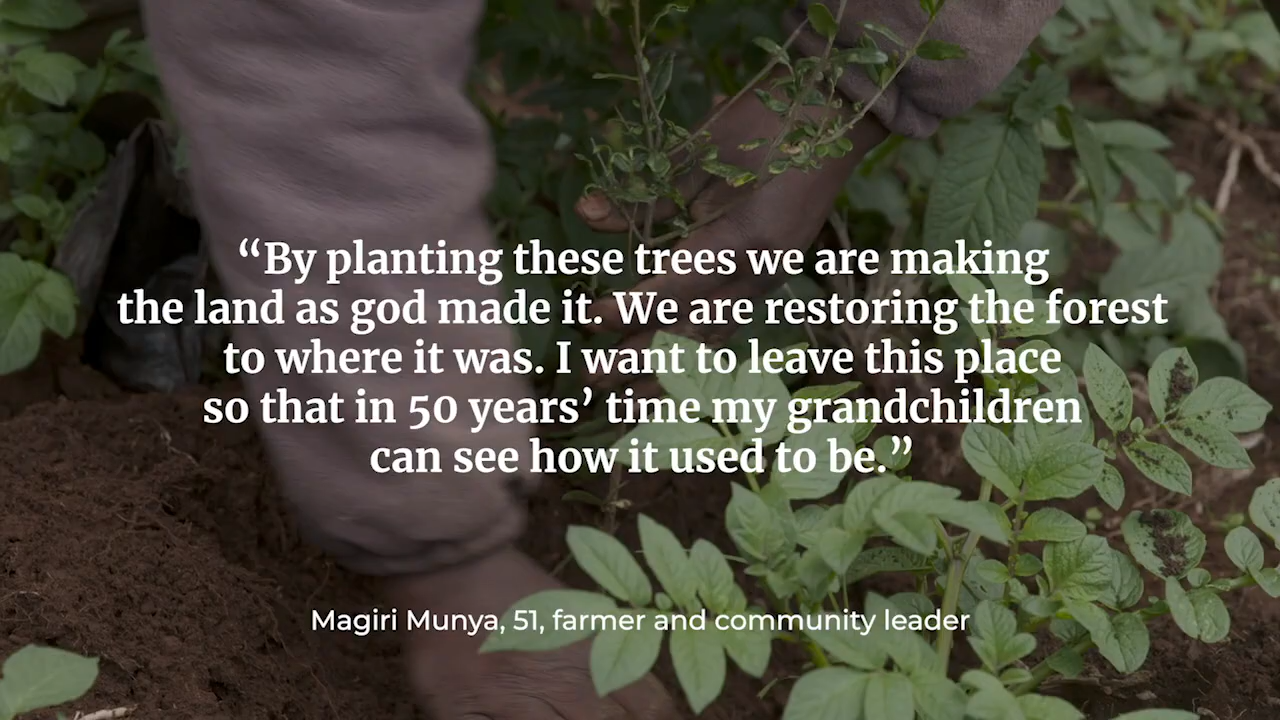 “By planting these trees we are making
the land as god made it. We are restoring the forest
to where it was. I want to leave this place
so that in 50 years’ time my grandchildren
can see how it used to be.”
Magiri Munya, 51, farmer and community leader